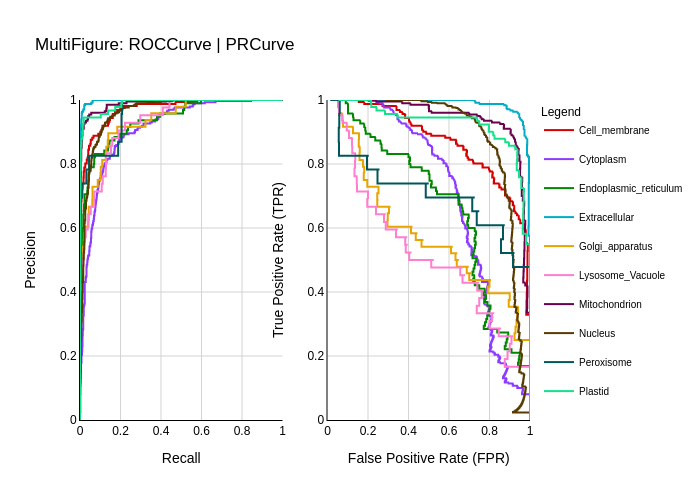 MultiFigure: ROCCurve | PRCurve
1
0.8
0.6
0.4
0.2
0
0
0.2
0.4
0.6
0.8
1
Precision
Recall
1
0.8
0.6
0.4
0.2
0
0
0.2
0.4
0.6
0.8
1
True Positive Rate (TPR)
False Positive Rate (FPR)
Legend
Cell_membrane
Cytoplasm
Endoplasmic_reticulum
Extracellular
Golgi_apparatus
Lysosome_Vacuole
Mitochondrion
Nucleus
Peroxisome
Plastid